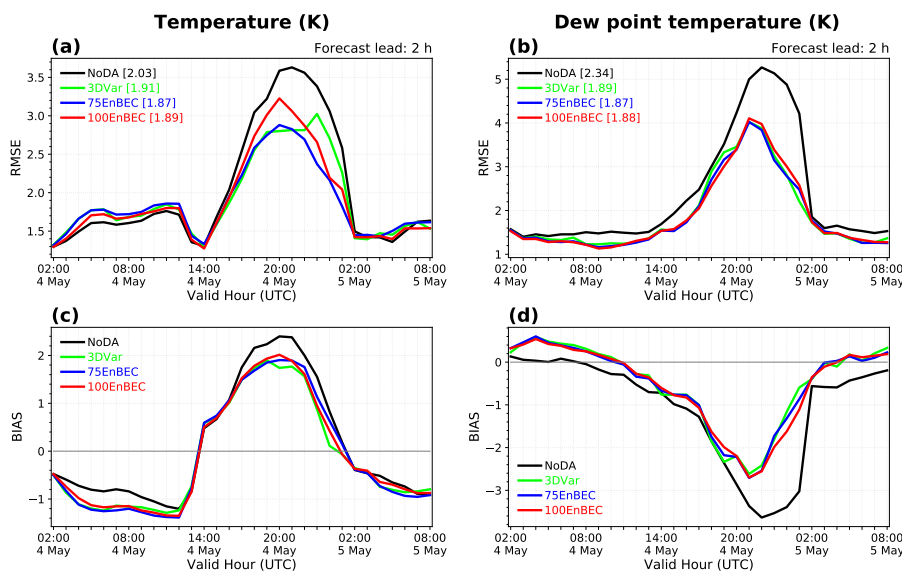 Temperature (K)
Dew point temperature (K)
(a)
Forecast lead: 2 h
RMSE
3.5
3.0
2.5
2.0
1.5
NoDA [2.03]
3DVar [1.91]
75EnBEC [1.87]
100EnBEC [1.89]
02:00 08:00 14:00 20:00 02:00 08:00
4 May 4 May 4 May 4 May 5 May 5 May
Valid Hour (UTC)
(b)
Forecast lead: 2 h
RMSE
5
4
3
2
1
NoDA [2.34]
3DVar [1.89]
75EnBEC [1.87]
100EnBEC [1.88]
02:00 08:00 14:00 20:00 02:00 08:00
4 May 4 May 4 May 4 May 5 May 5 May
Valid Hour (UTC)
(c)
BIAS
2
1
0
−1
NoDA
3DVar
75EnBEC
100EnBEC
02:00 08:00 14:00 20:00 02:00 08:00
4 May 4 May 4 May 4 May 5 May 5 May
Valid Hour (UTC)
(d)
BIAS
0
−1
−2
−3
NoDA
3DVar
75EnBEC
100EnBEC
02:00 08:00 14:00 20:00 02:00 08:00
4 May 4 May 4 May 4 May 5 May 5 May
Valid Hour (UTC)